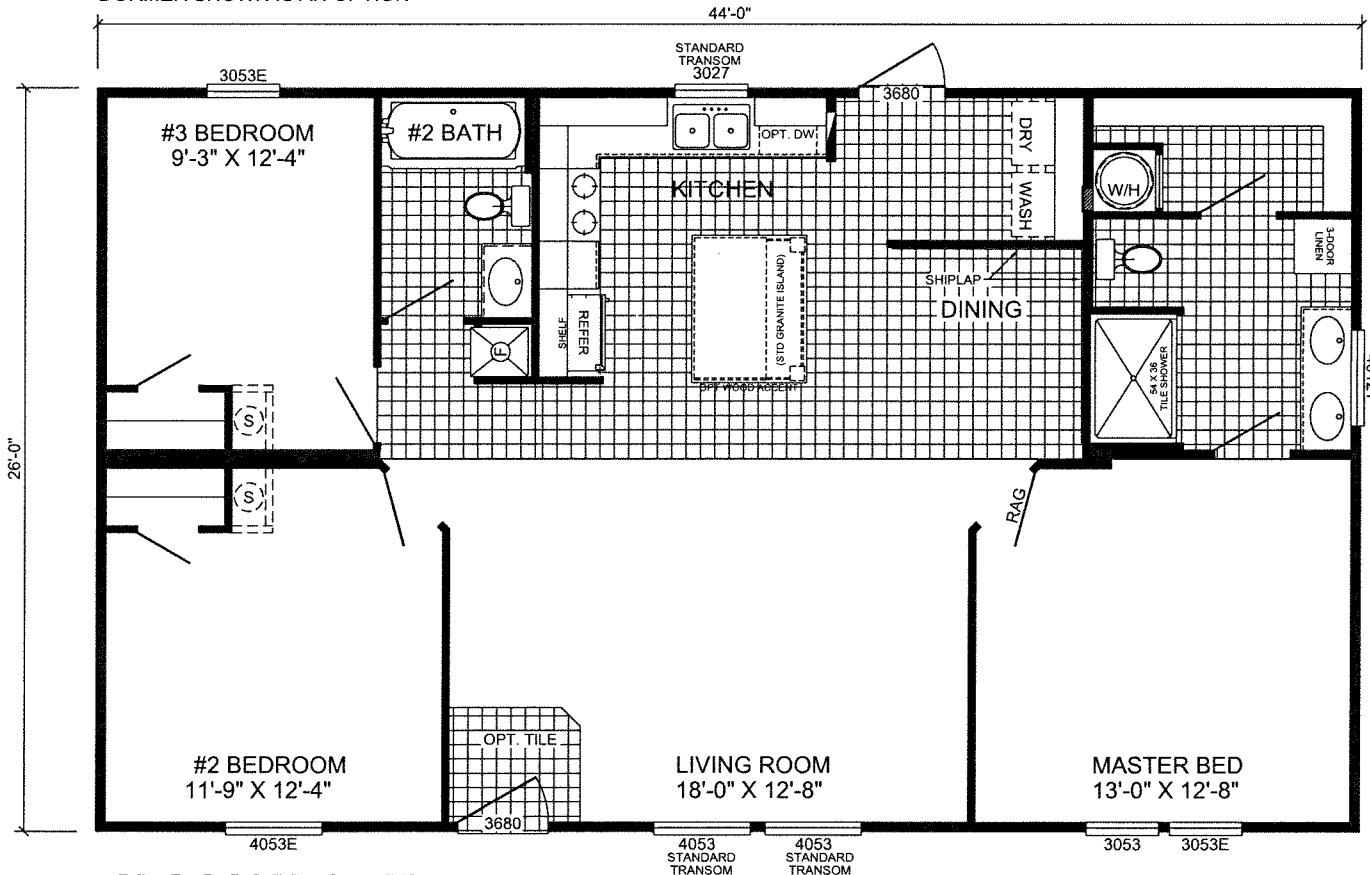 44'-0"
STANDARD
TRANSOM
3027
3053E
3680
#3 BEDROOM
9'-3" X 12'-4"
#2 BATH
OPT. DW
DRY
WASH
KITCHEN
W/H
3-DOOR
LINEN
(STD GRANITE ISLAND)
SHIPLAP
DINING
SHELF
REFER
F
54 X 36
TILE SHOWER
OPT WOOD ACCENT
S
26'-0"
S
RAG
OPT. TILE
#2 BEDROOM
11'-9" X 12'-4"
LIVING ROOM
18'-0" X 12'-8"
MASTER BED
13'-0" X 12'-8"
3680
4053E
4053
STANDARD
TRANSOM
4053
STANDARD
TRANSOM
3053
3053E